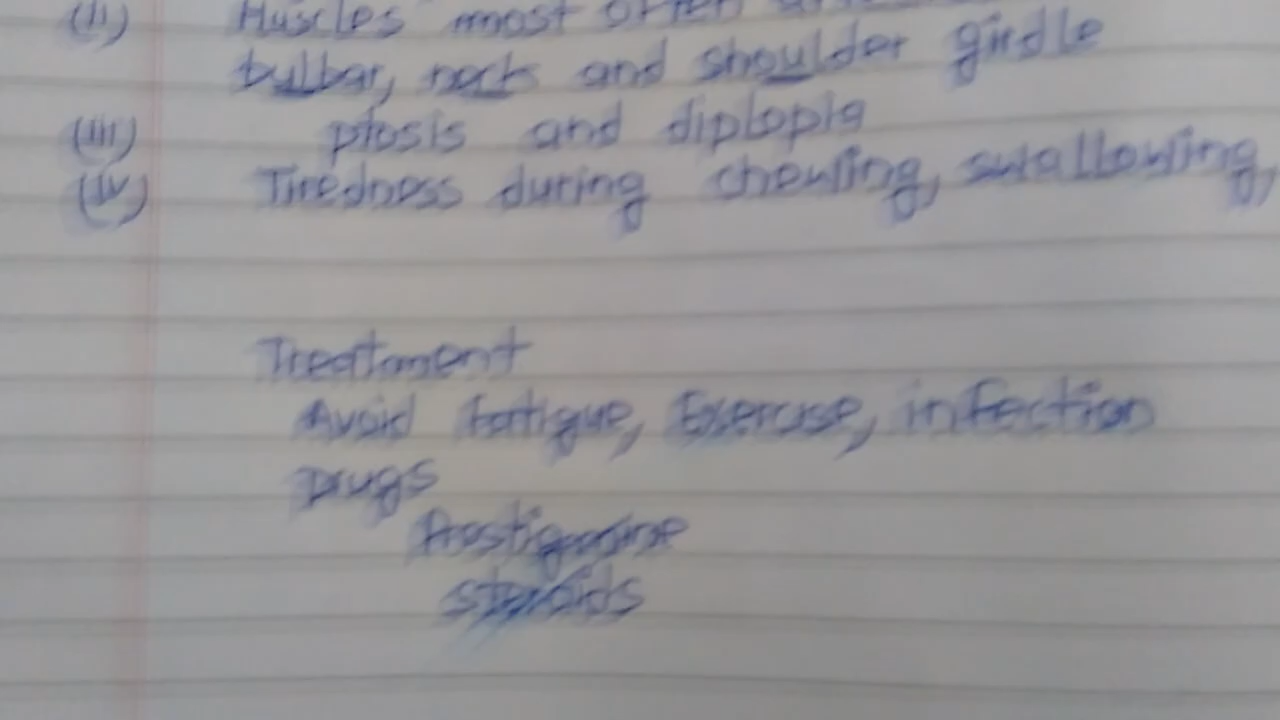 (ii) Muscles most often
bulbar, neck and shoulder girdle
(iii) ptosis and diplopia
(iv) Tiredness during chewing, swallowing,
Treatment
Avoid fatigue, Exercise, infection
Drugs
Prostigmine
steroids